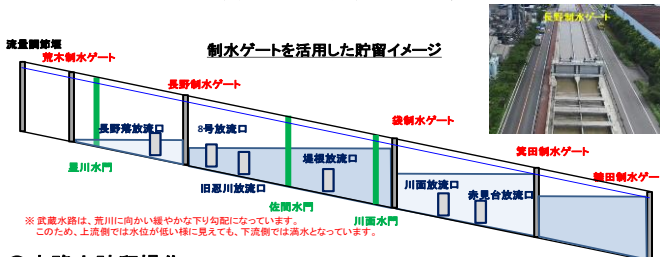 長野制水ゲート
制水ゲートを活用した貯留イメージ
流量調節堰
荒木制水ゲート
長野制水ゲート
袋制水ゲート
箕田制水ゲート
糠田制水ゲー
長野落放流口
8号放流口
堤根放流口
旧忍川放流口
川面放流口
赤見台放流口
星川水門
佐間水門
川面水門
※ 武蔵水路は、荒川に向かい緩やかな下り勾配になっています。
このため、上流側では水位が低い様に見えても、下流側では満水となっています。